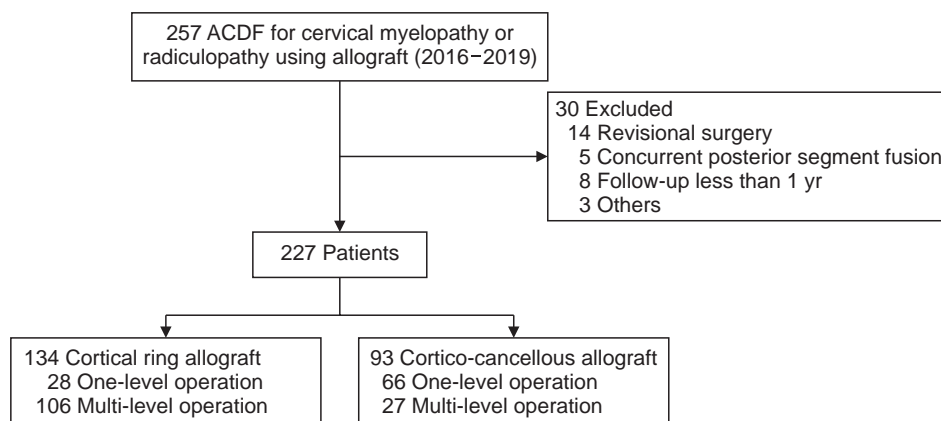 257 ACDF for cervical myelopathy or
radiculopathy using allograft (2016−2019)
30 Excluded
14 Revisional surgery
5 Concurrent posterior segment fusion
8 Follow-up less than 1 yr
3 Others
227 Patients
134 Cortical ring allograft
28 One-level operation
106 Multi-level operation
93 Cortico-cancellous allograft
66 One-level operation
27 Multi-level operation